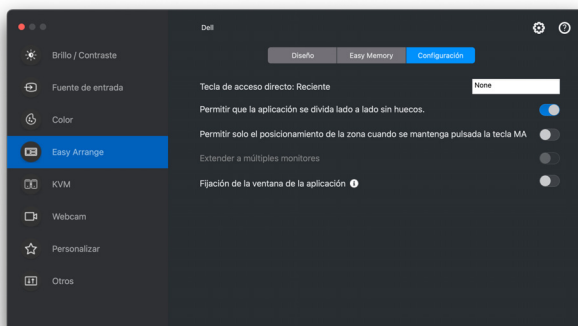 Dell
Brillo / Contraste
Fuente de entrada
Color
Easy Arrange
KVM
Webcam
Personalizar
Otros
Diseño
Easy Memory
Configuración
Tecla de acceso directo: Reciente
None
Permitir que la aplicación se divida lado a lado sin huecos.
Permitir solo el posicionamiento de la zona cuando se mantenga pulsada la tecla MA
Extender a múltiples monitores
Fijación de la ventana de la aplicación